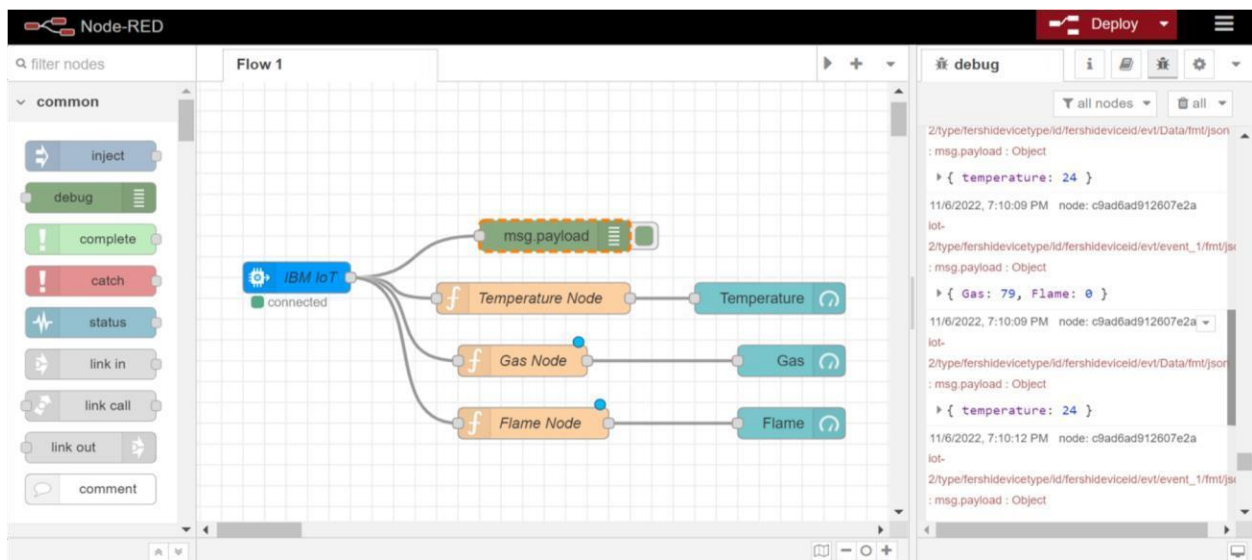 Node-RED
Deploy
filter nodes
Flow 1
debug
i
all nodes
all
common
inject
debug
complete
catch
status
link in
link call
link out
comment
msg.payload
IBM IoT
connected
Temperature Node
Temperature
Gas Node
Gas
Flame Node
Flame
2/type/fershidevicetype/id/fershideviceid/evt/Data/fmt/json
: msg.payload : Object
{ temperature: 24 }
11/6/2022, 7:10:09 PM node: c9ad6ad912607e2a
iot-
2/type/fershidevicetype/id/fershideviceid/evt/event_1/fmt/jso
: msg.payload : Object
{ Gas: 79, Flame: 0 }
11/6/2022, 7:10:09 PM node: c9ad6ad912607e2a
iot-
2/type/fershidevicetype/id/fershideviceid/evt/Data/fmt/json
: msg.payload : Object
{ temperature: 24 }
11/6/2022, 7:10:12 PM node: c9ad6ad912607e2a
iot-
2/type/fershidevicetype/id/fershideviceid/evt/event_1/fmt/jso
: msg.payload : Object